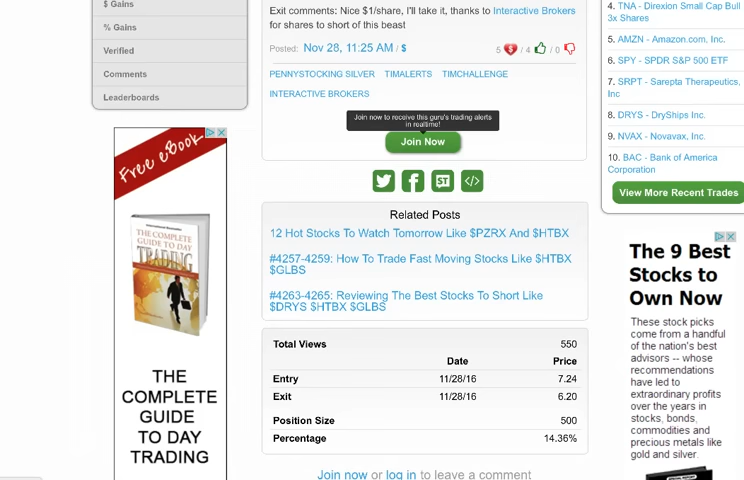 $ Gains
% Gains
Verified
Comments
Leaderboards
Free eBook
THE COMPLETE
GUIDE TO DAY
TRADING
THE
COMPLETE
GUIDE
TO DAY
TRADING
Exit comments: Nice $1/share, I'll take it, thanks to Interactive Brokers
for shares to short of this beast
Posted: Nov 28, 11:25 AM / $
5 / 4 / 0
PENNYSTOCKING SILVER TIMALERTS TIMCHALLENGE
INTERACTIVE BROKERS
Join now to receive this guru's trading alerts
in realtime!
Join Now
Related Posts
12 Hot Stocks To Watch Tomorrow Like $PZRX And $HTBX
#4257-4259: How To Trade Fast Moving Stocks Like $HTBX
$GLBS
#4263-4265: Reviewing The Best Stocks To Short Like
$DRYS $HTBX $GLBS
Total Views 550
Date Price
Entry 11/28/16 7.24
Exit 11/28/16 6.20
Position Size 500
Percentage 14.36%
Join now or log in to leave a comment
4. TNA - Direxion Small Cap Bull
3x Shares
5. AMZN - Amazon.com, Inc.
6. SPY - SPDR S&P 500 ETF
7. SRPT - Sarepta Therapeutics,
Inc
8. DRYS - DryShips Inc.
9. NVAX - Novavax, Inc.
10. BAC - Bank of America
Corporation
View More Recent Trades
The 9 Best
Stocks to
Own Now
These stock picks
come from a handful
of the nation's best
advisors -- whose
recommendations
have led to
extraordinary profits
over the years in
stocks, bonds,
commodities and
precious metals like
gold and silver.